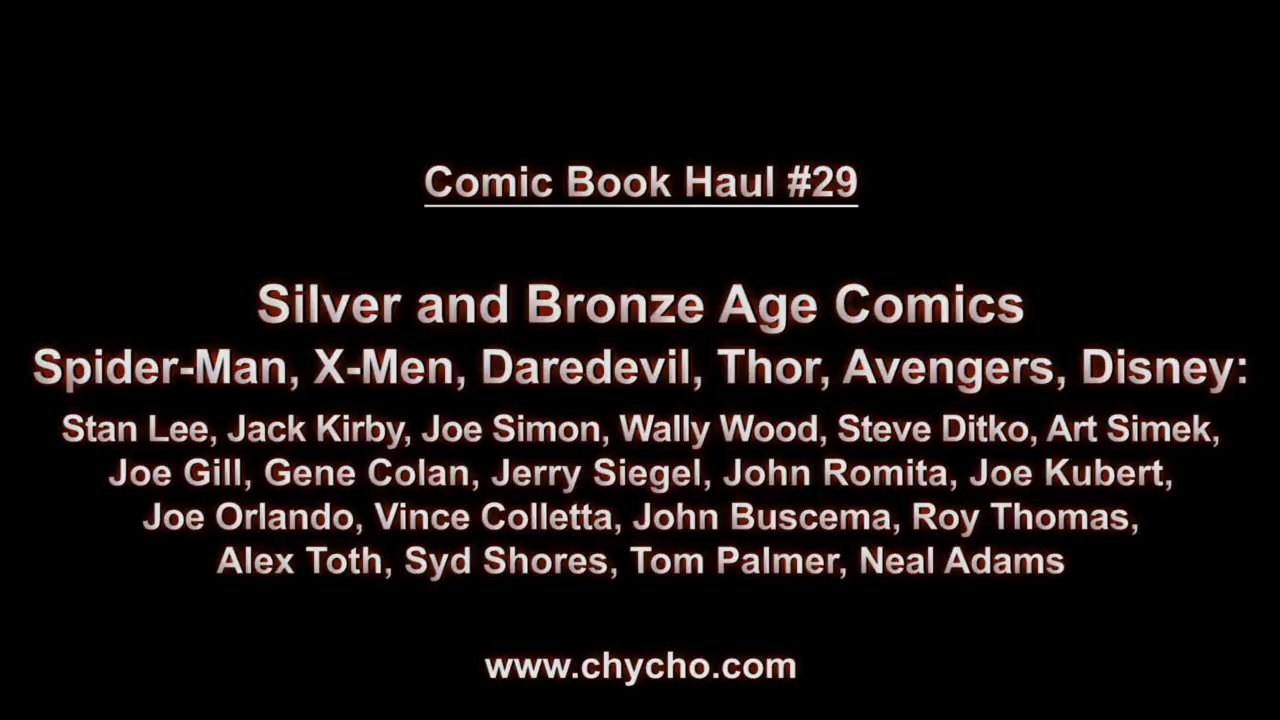 Comic Book Haul #29
Silver and Bronze Age Comics
Spider-Man, X-Men, Daredevil, Thor, Avengers, Disney:
Stan Lee, Jack Kirby, Joe Simon, Wally Wood, Steve Ditko, Art Simek,
Joe Gill, Gene Colan, Jerry Siegel, John Romita, Joe Kubert,
Joe Orlando, Vince Colletta, John Buscema, Roy Thomas,
Alex Toth, Syd Shores, Tom Palmer, Neal Adams
www.chycho.com